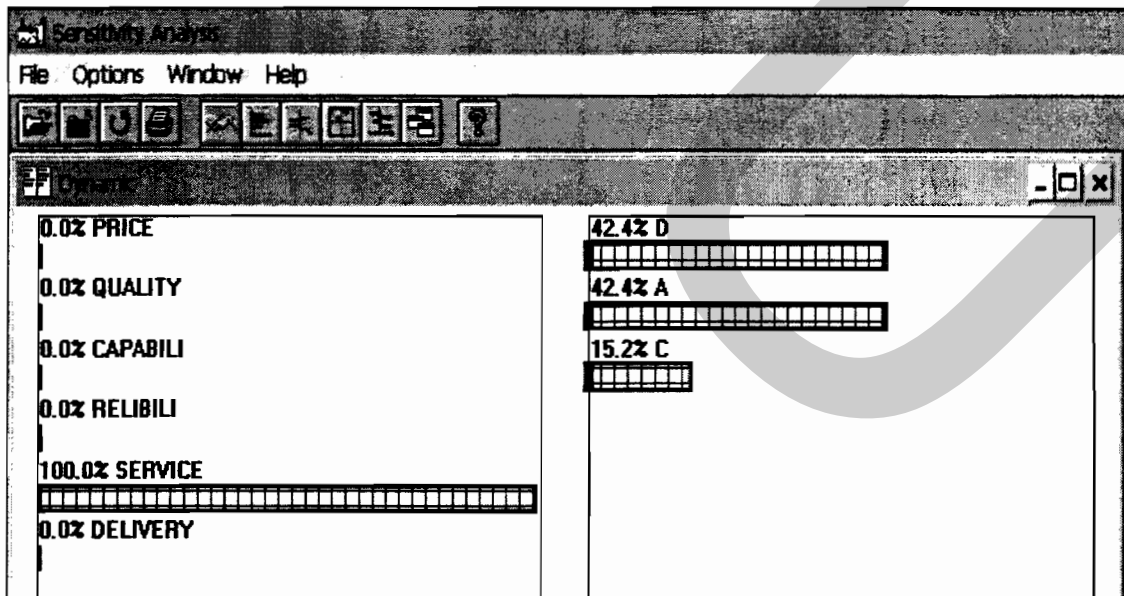 Sensitivity Analysis
File Options Window Help
Dynamic
0.0% PRICE
0.0% QUALITY
0.0% CAPABILI
0.0% RELIBILI
100.0% SERVICE
0.0% DELIVERY
42.4% D
42.4% A
15.2% C